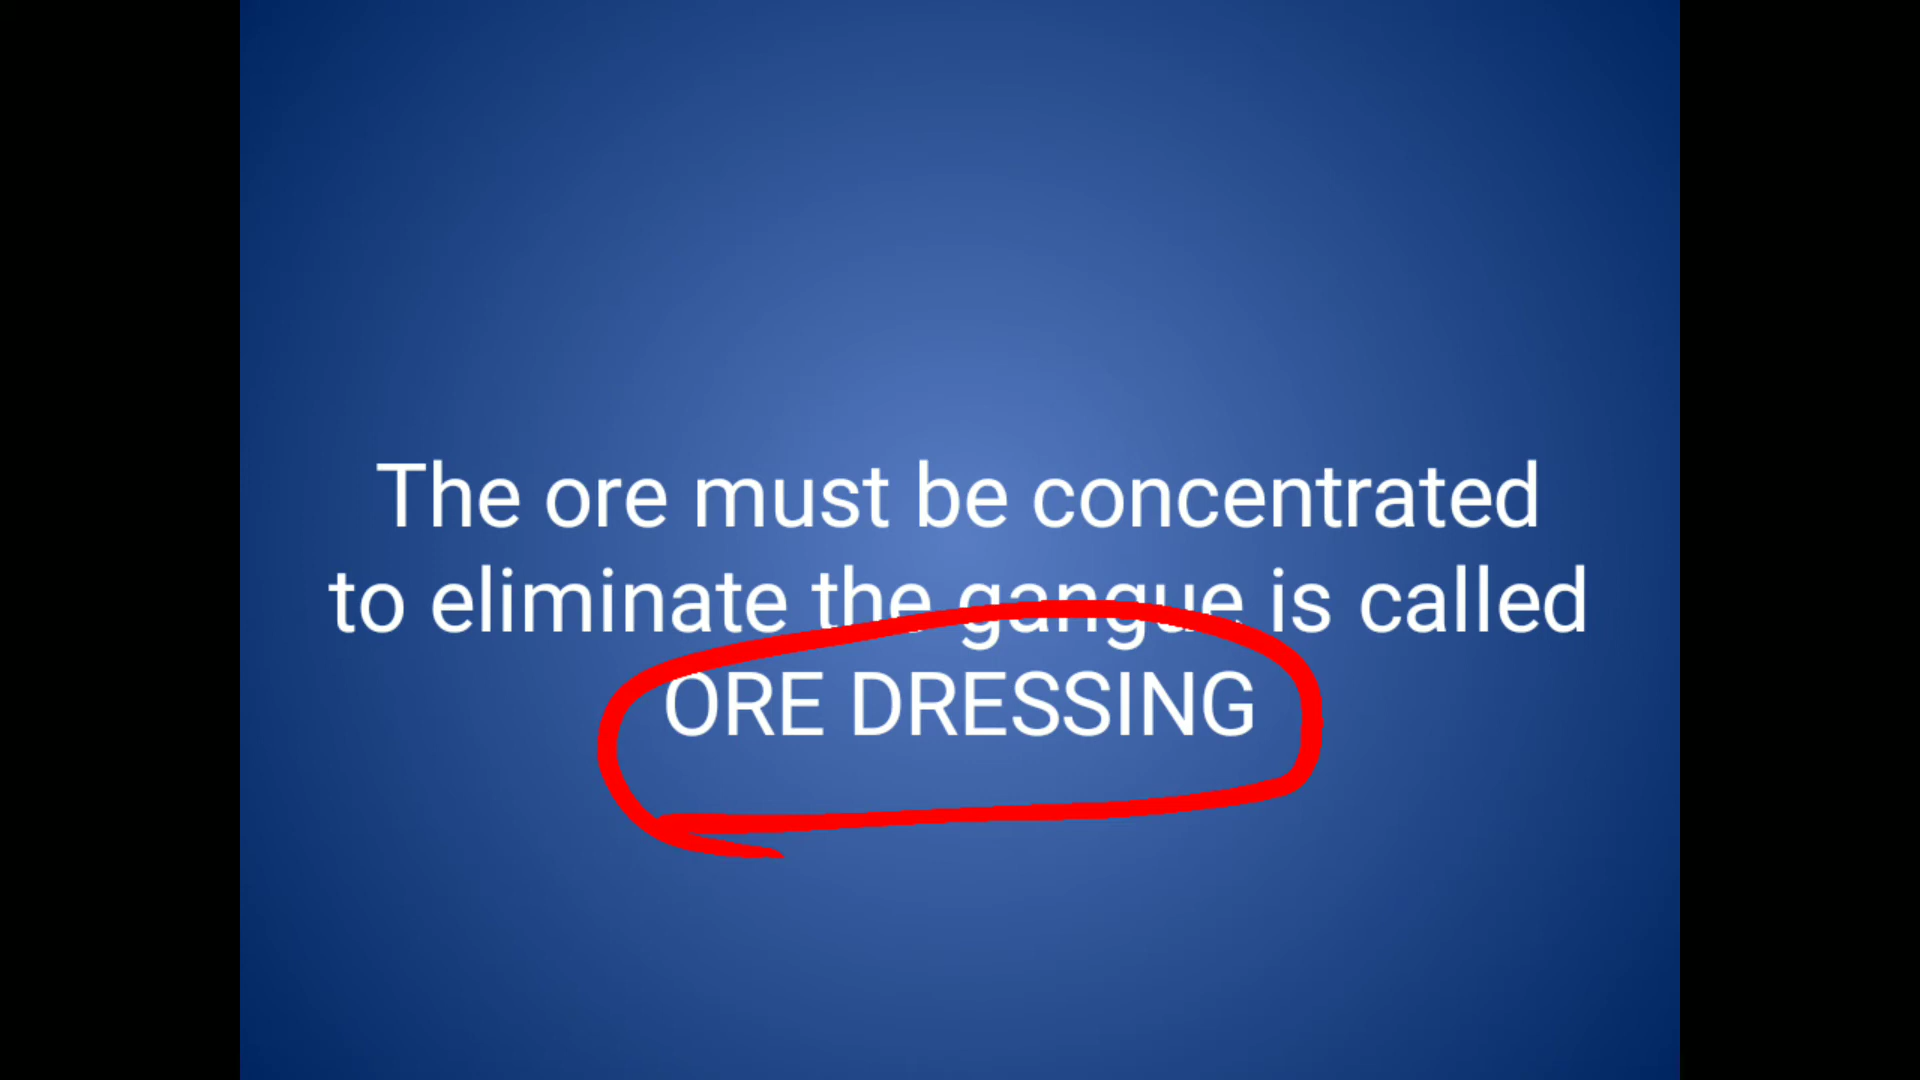 The ore must be concentrated
to eliminate the gangue is called
ORE DRESSING